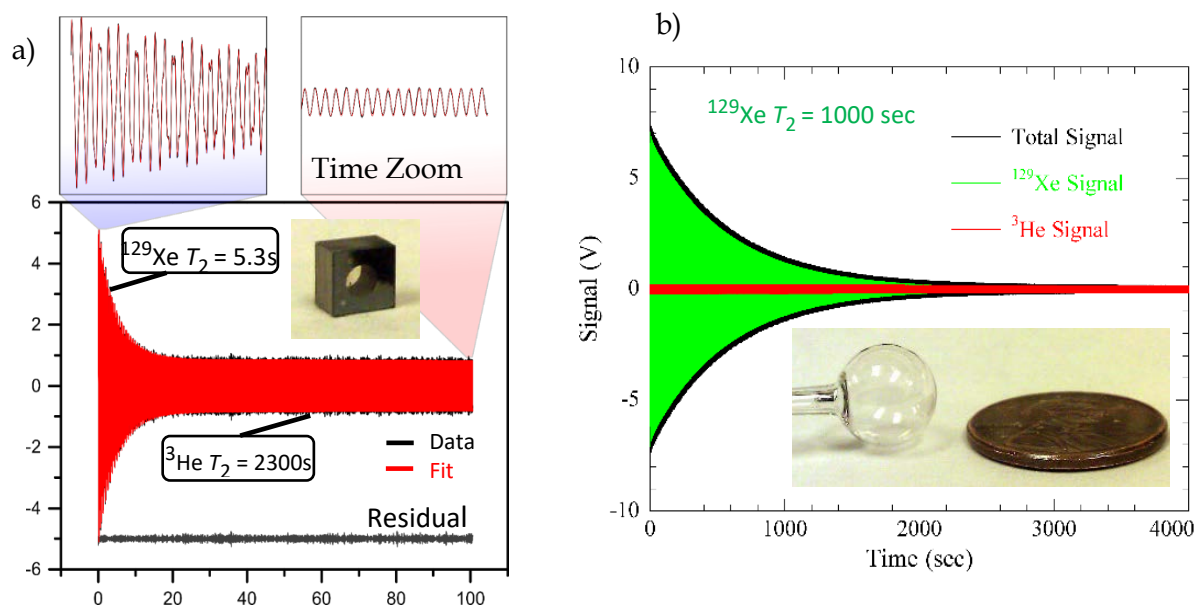 a)
Time Zoom
6
4
2
0
-2
-4
-6
¹²⁹Xe T₂ = 5.3s
³He T₂ = 2300s
Data
Fit
Residual
0 20 40 60 80 100
b)
10
5
0
-5
-10
Signal (V)
¹²⁹Xe T₂ = 1000 sec
Total Signal
¹²⁹Xe Signal
³He Signal
0 1000 2000 3000 4000
Time (sec)